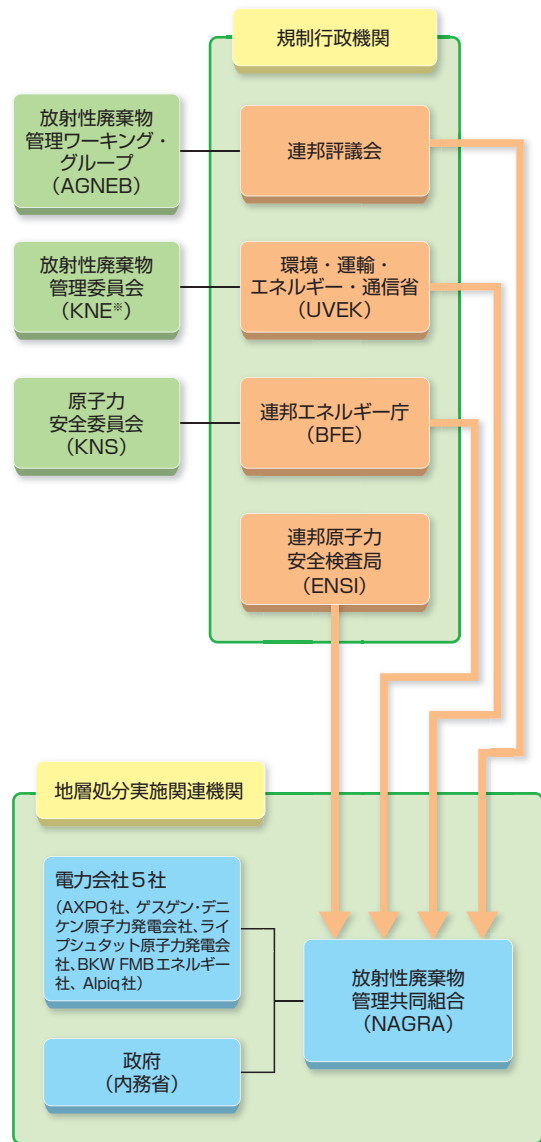 規制行政機関
放射性廃棄物
管理ワーキング・
グループ
(AGNEB)
連邦評議会
放射性廃棄物
管理委員会
(KNE※)
環境・運輸・
エネルギー・通信省
(UVEK)
原子力
安全委員会
(KNS)
連邦エネルギー庁
(BFE)
連邦原子力
安全検査局
(ENSI)
地層処分実施関連機関
電力会社5社
(AXPO社、ゲスゲン・デニ
ケン原子力発電会社、ライ
プシュタット原子力発電会
社、BKW FMBエネルギー
社、Alpiq社)
放射性廃棄物
管理共同組合
(NAGRA)
政府
(内務省)